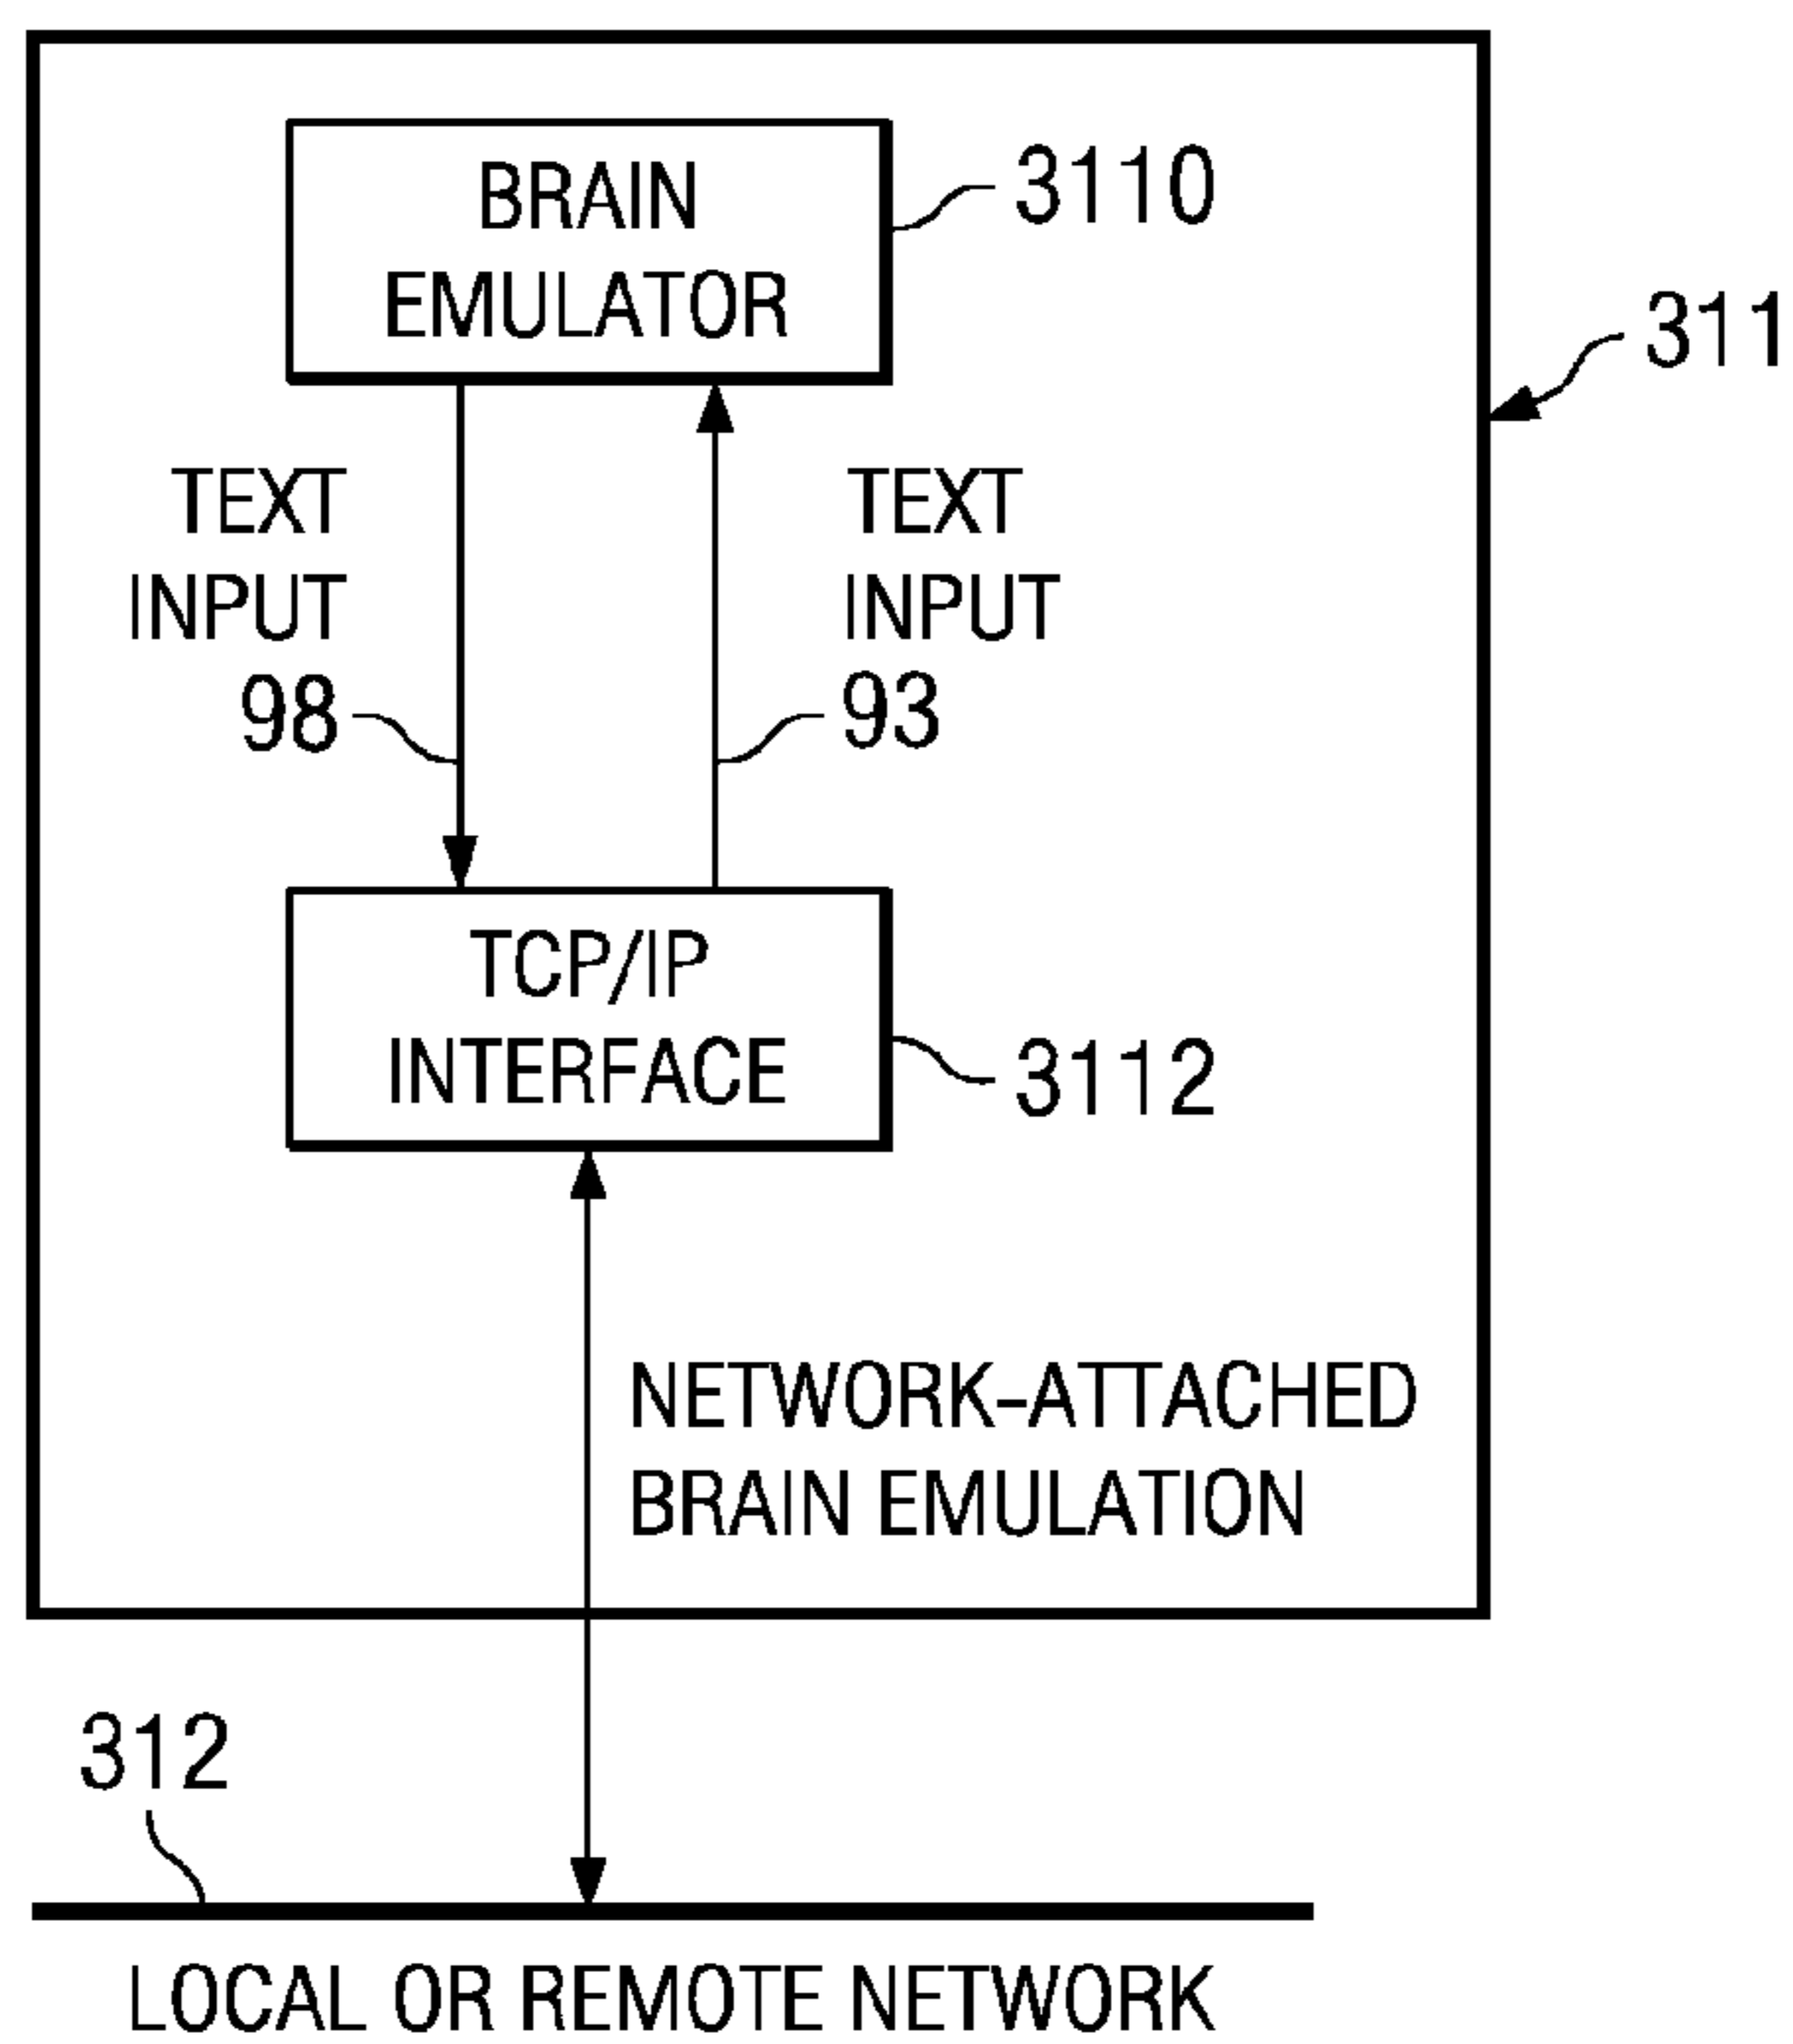 BRAIN
EMULATOR
3110
311
TEXT
INPUT
98
TEXT
INPUT
93
TCP/IP
INTERFACE
3112
NETWORK-ATTACHED
BRAIN EMULATION
312
LOCAL OR REMOTE NETWORK